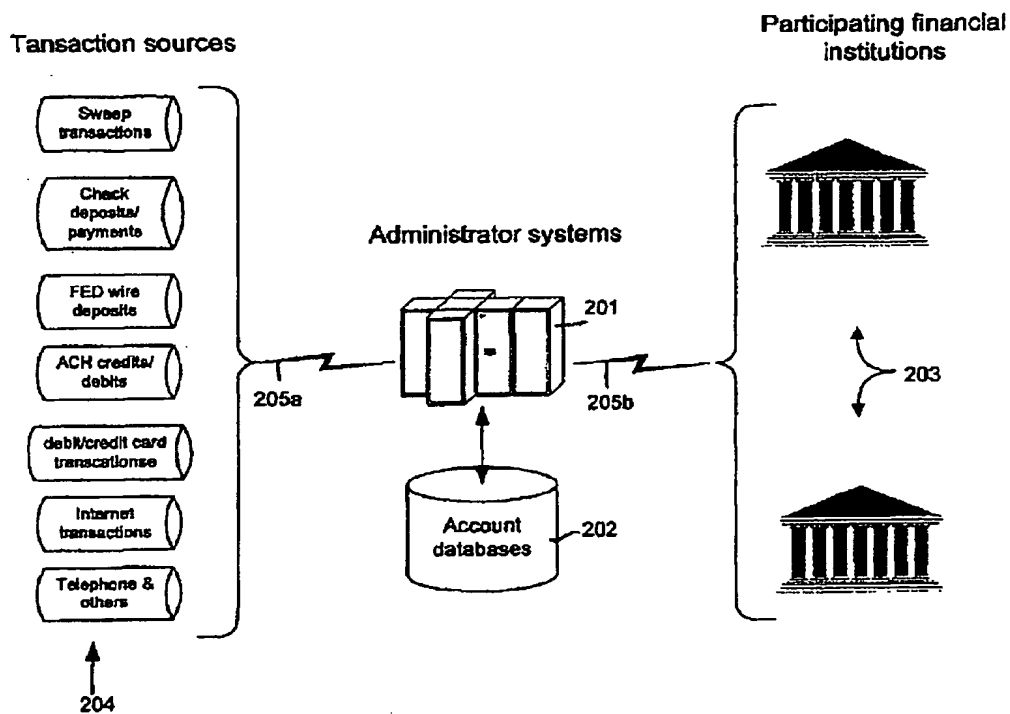 Tansaction sources
Participating financial
institutions
Sweep
transactions
Check
deposits/
payments
FED wire
deposits
ACH credits/
debits
debit/credit card
transcationse
Internet
transactions
Telephone &
others
204
205a
Administrator systems
201
205b
Account
databases
202
203